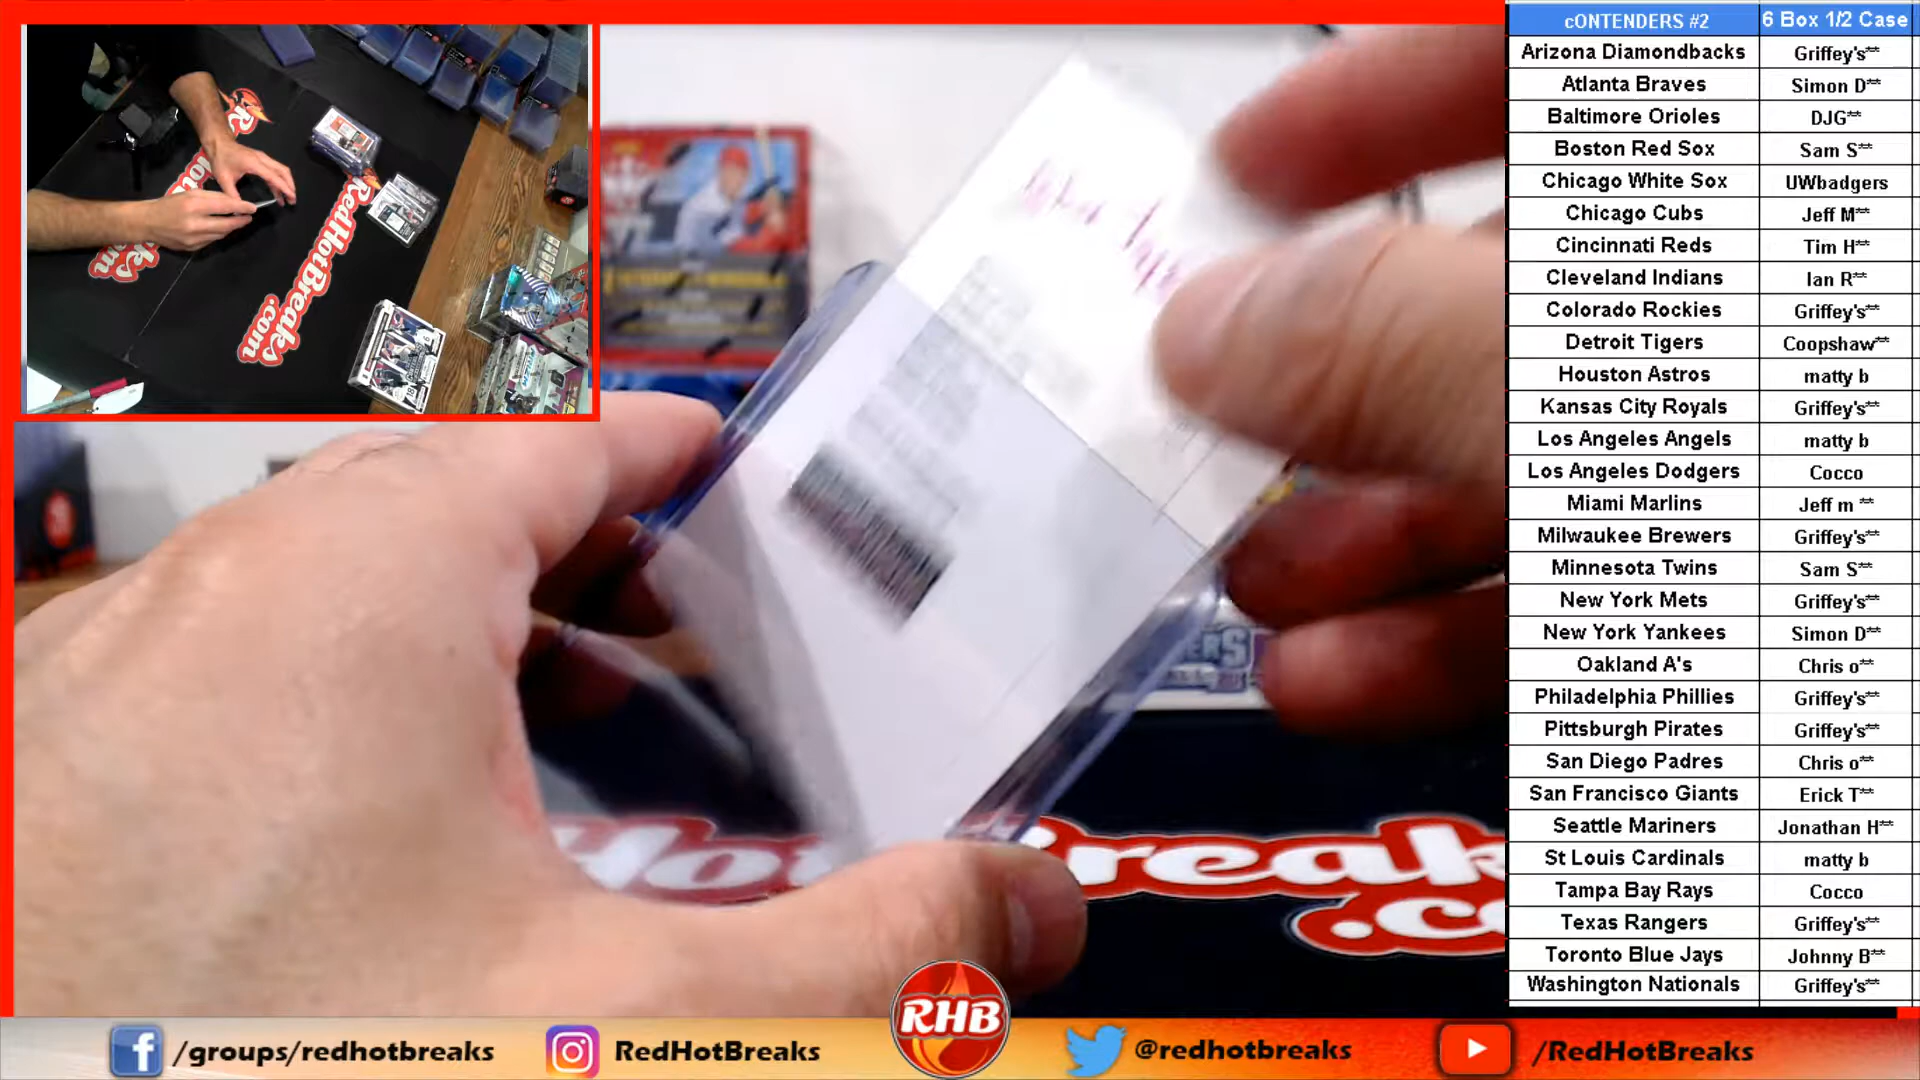 cONTENDERS #2 6 Box 1/2 Case
Arizona Diamondbacks Griffey's**
Atlanta Braves Simon D**
Baltimore Orioles DJG**
Boston Red Sox Sam S**
Chicago White Sox UWbadgers
Chicago Cubs Jeff M**
Cincinnati Reds Tim H**
Cleveland Indians Ian R**
Colorado Rockies Griffey's**
Detroit Tigers Coopshaw**
Houston Astros matty b
Kansas City Royals Griffey's**
Los Angeles Angels matty b
Los Angeles Dodgers Cocco
Miami Marlins Jeff m **
Milwaukee Brewers Griffey's**
Minnesota Twins Sam S**
New York Mets Griffey's**
New York Yankees Simon D**
Oakland A's Chris o**
Philadelphia Phillies Griffey's**
Pittsburgh Pirates Griffey's**
San Diego Padres Chris o**
San Francisco Giants Erick T**
Seattle Mariners Jonathan H**
St Louis Cardinals matty b
Tampa Bay Rays Cocco
Texas Rangers Griffey's**
Toronto Blue Jays Johnny B**
Washington Nationals Griffey's**
RedHotBreaks
.com
HotBreak
.co
RHB
/groups/redhotbreaks
RedHotBreaks
@redhotbreaks
/RedHotBreaks